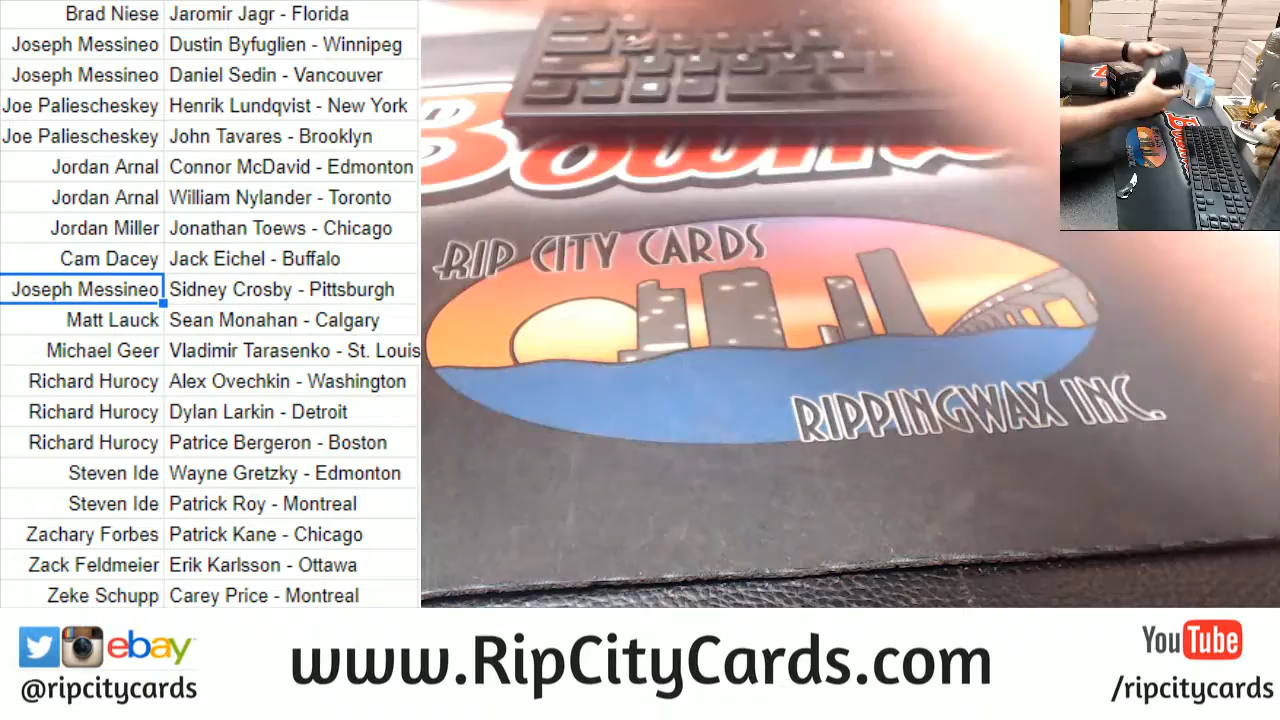 Brad Niese Jaromir Jagr - Florida
Joseph Messineo Dustin Byfuglien - Winnipeg
Joseph Messineo Daniel Sedin - Vancouver
Joe Paliescheskey Henrik Lundqvist - New York
Joe Paliescheskey John Tavares - Brooklyn
Jordan Arnal Connor McDavid - Edmonton
Jordan Arnal William Nylander - Toronto
Jordan Miller Jonathan Toews - Chicago
Cam Dacey Jack Eichel - Buffalo
Joseph Messineo Sidney Crosby - Pittsburgh
Matt Lauck Sean Monahan - Calgary
Michael Geer Vladimir Tarasenko - St. Louis
Richard Hurocy Alex Ovechkin - Washington
Richard Hurocy Dylan Larkin - Detroit
Richard Hurocy Patrice Bergeron - Boston
Steven Ide Wayne Gretzky - Edmonton
Steven Ide Patrick Roy - Montreal
Zachary Forbes Patrick Kane - Chicago
Zack Feldmeier Erik Karlsson - Ottawa
Zeke Schupp Carey Price - Montreal
RIP CITY CARDS
RIPPINGWAX INC.
ebay
@ripcitycards
www.RipCityCards.com
YouTube
/ripcitycards